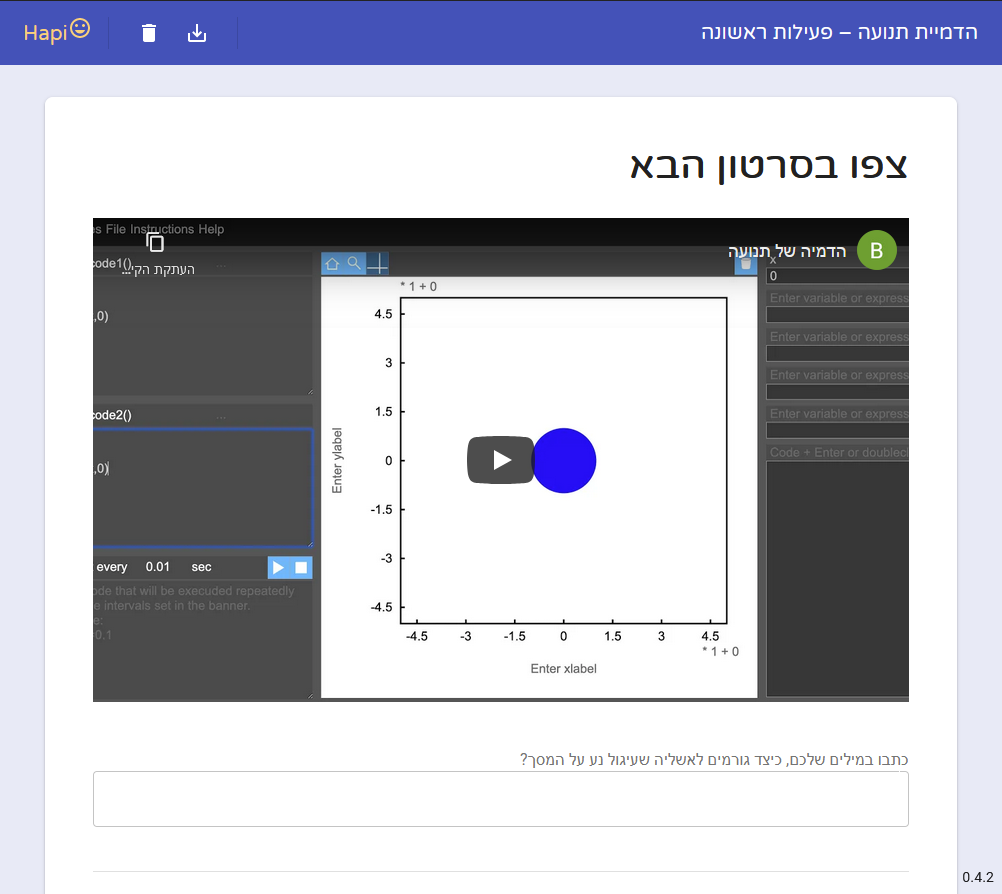 Hapi
הדמיית תנועה – פעילות ראשונה
צפו בסרטון הבא
es File Instructions Help
הדמיה של תנועה
B
העתקת הקי...
code1()
,0)
code2()
,0)
every 0.01 sec
ode that will be execuded repeatedly
e intervals set in the banner.
e:
0.1
* 1 + 0
4.5
3
1.5
0
-1.5
-3
-4.5
Enter ylabel
-4.5 -3 -1.5 0 1.5 3 4.5
* 1 + 0
Enter xlabel
x
0
Enter variable or express
Enter variable or express
Enter variable or express
Enter variable or express
Code + Enter or doubleci
כתבו במילים שלכם, כיצד גורמים לאשליה שעיגול נע על המסך?
0.4.2